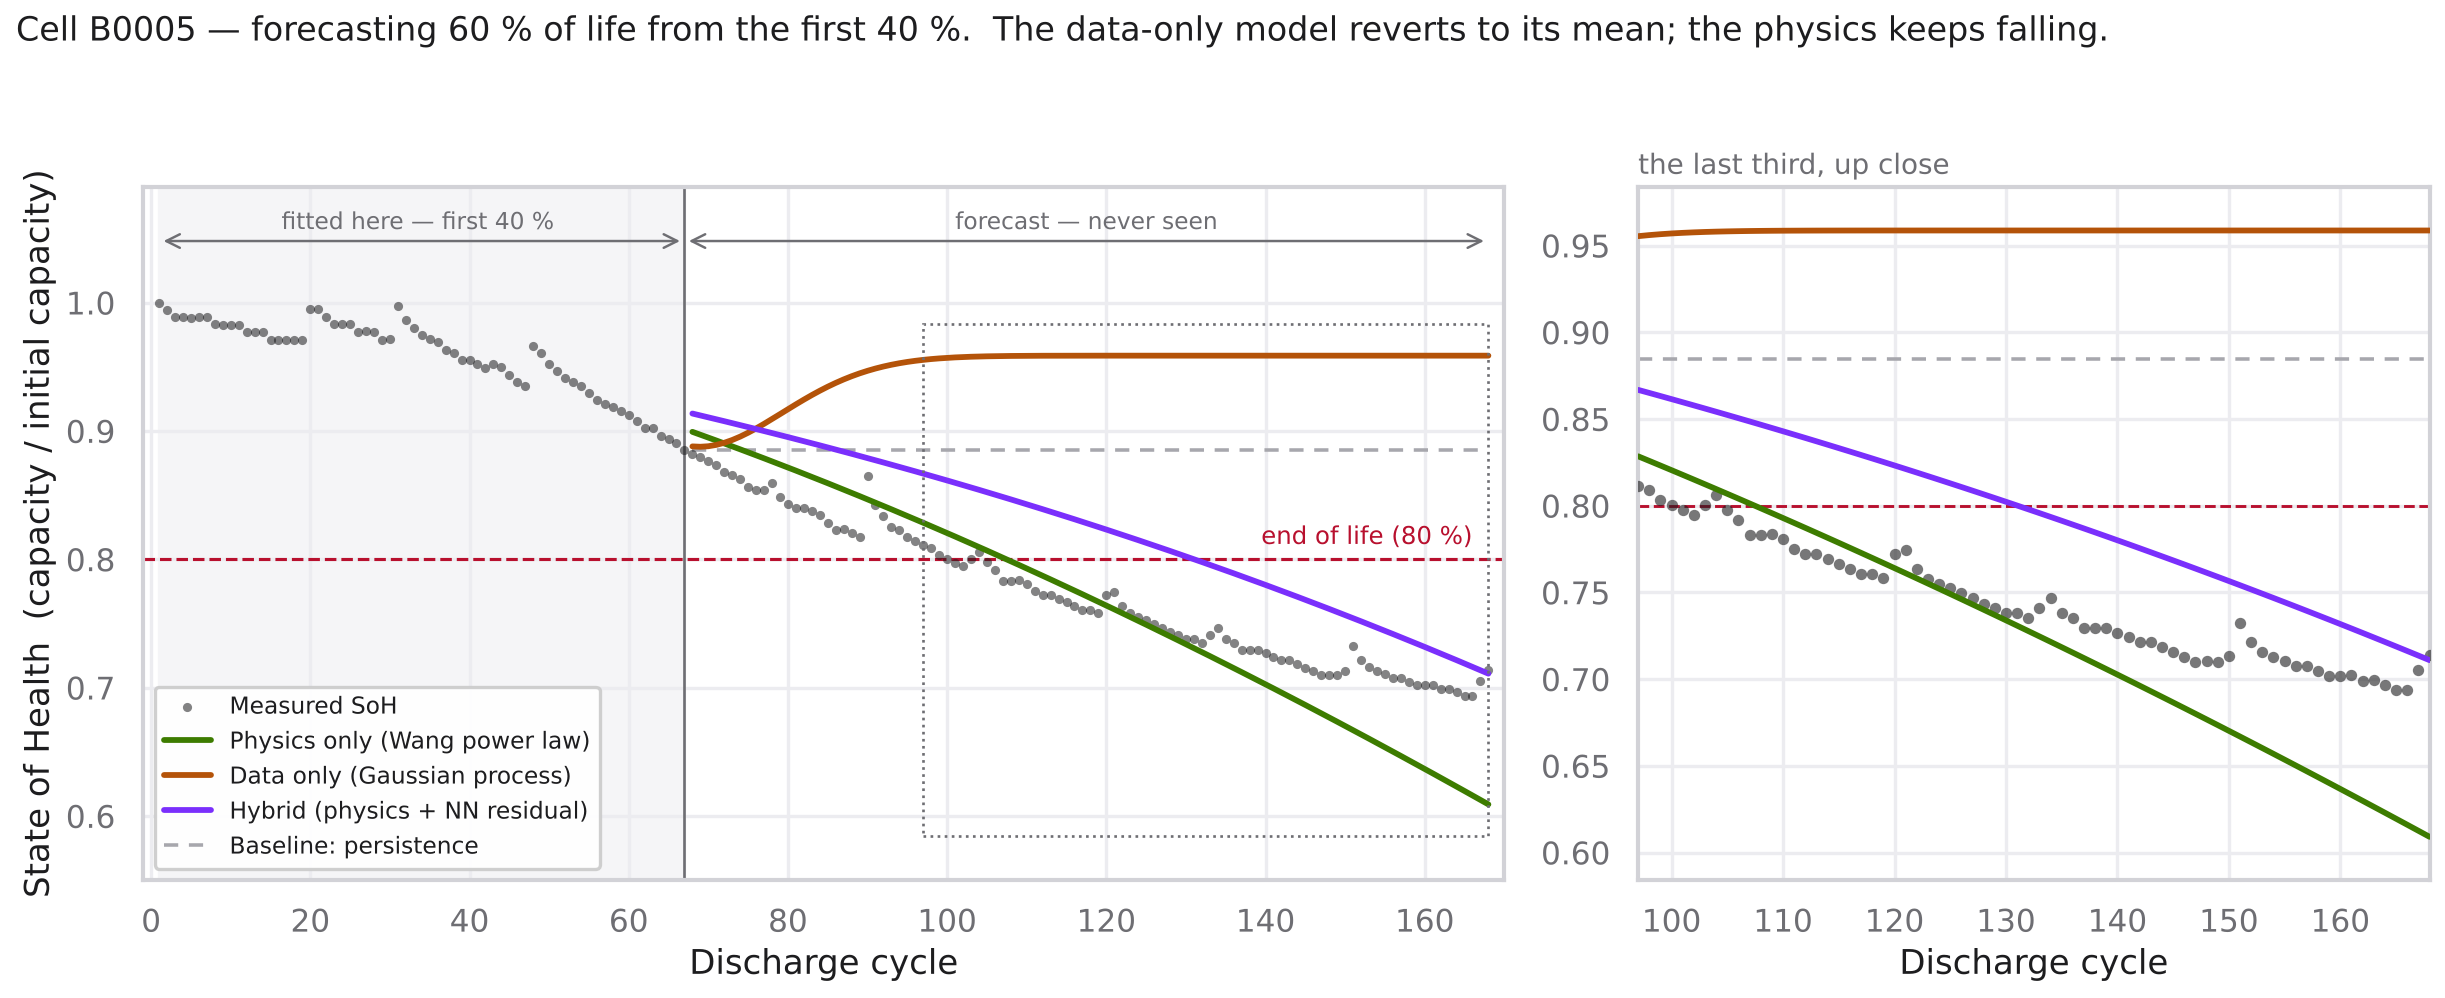 Cell B0005 — forecasting 60 % of life from the first 40 %.  The data-only model reverts to its mean; the physics keeps falling.
State of Health  (capacity / initial capacity)
fitted here — first 40 %
forecast — never seen
1.0
0.9
0.8
0.7
0.6
end of life (80 %)
Measured SoH
Physics only (Wang power law)
Data only (Gaussian process)
Hybrid (physics + NN residual)
Baseline: persistence
0 20 40 60 80 100 120 140 160
Discharge cycle
the last third, up close
0.95
0.90
0.85
0.80
0.75
0.70
0.65
0.60
100 110 120 130 140 150 160
Discharge cycle